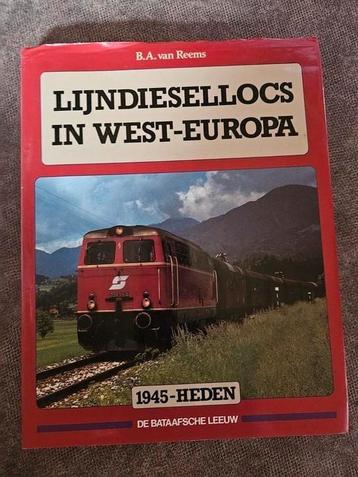 B.A. van Reems
LIJNDIESELLOCS
IN WEST-EUROPA
1945-HEDEN
DE BATAAFSCHE LEEUW